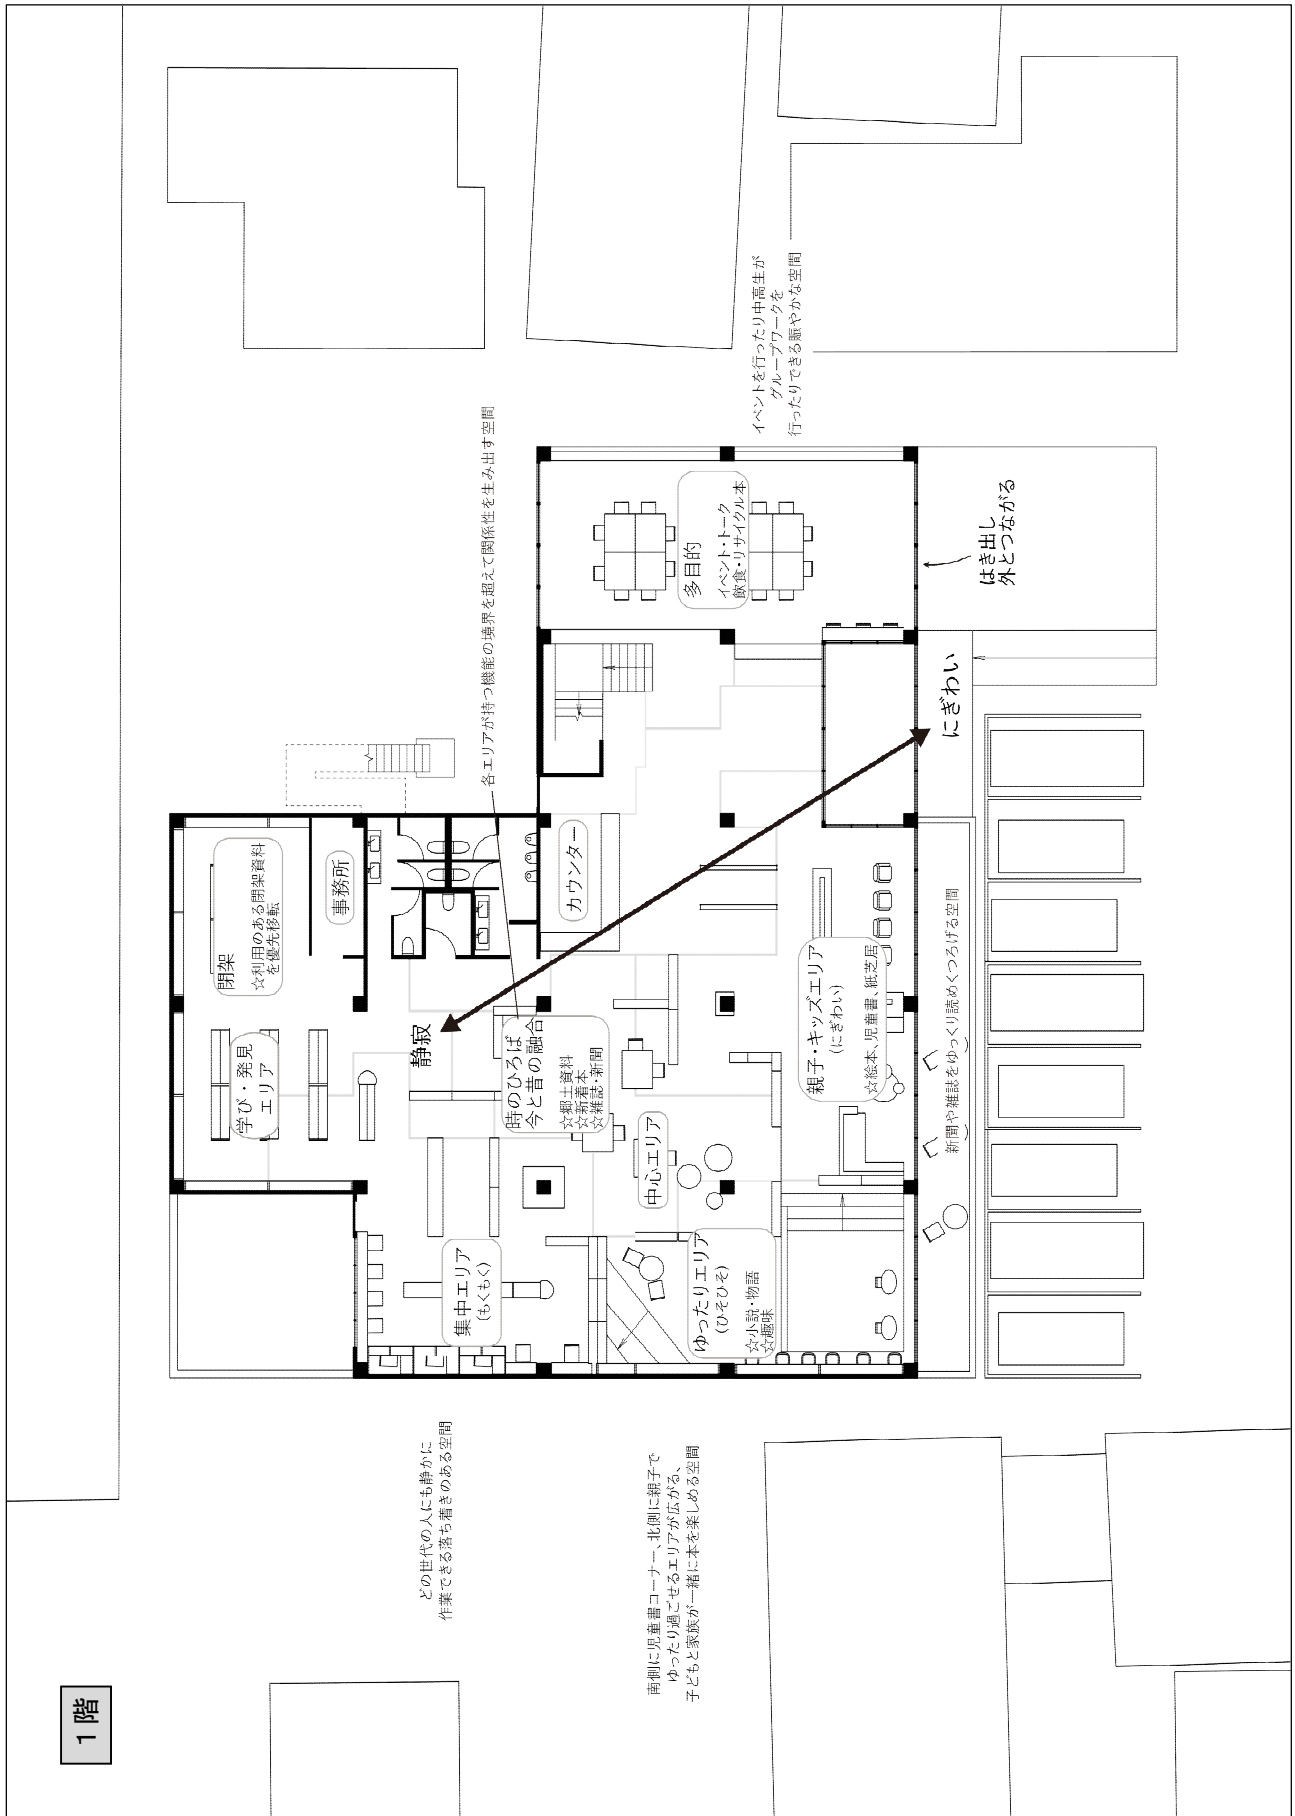 1階
どの世代の人にも静かに
作業できる落ち着きのある空間
南側に児童書コーナー、北側に親子で
ゆったり過ごせるエリアが広がる、
子どもと家族が一緒に本を楽しめる空間
学び・発見
エリア
閉架
☆利用のある閉架資料
を優先移転
事務所
静寂
集中エリア
(もくもく)
時のひろば
今と昔の融合
☆郷土資料
☆新着本
☆雑誌・新聞
各エリアが持つ機能の境界を超えて関係性を生み出す空間
カウンター
中心エリア
ゆったりエリア
(ひそひそ)
☆小説・物語
☆趣味
親子・キッズエリア
(にぎわい)
☆絵本、児童書、紙芝居
新聞や雑誌をゆっくり読めくつろげる空間
にぎわい
多目的
イベント・トーク
飲食・リサイクル本
はき出し
外とつながる
イベントを行ったり中高生が
グループワークを
行ったりできる賑やかな空間